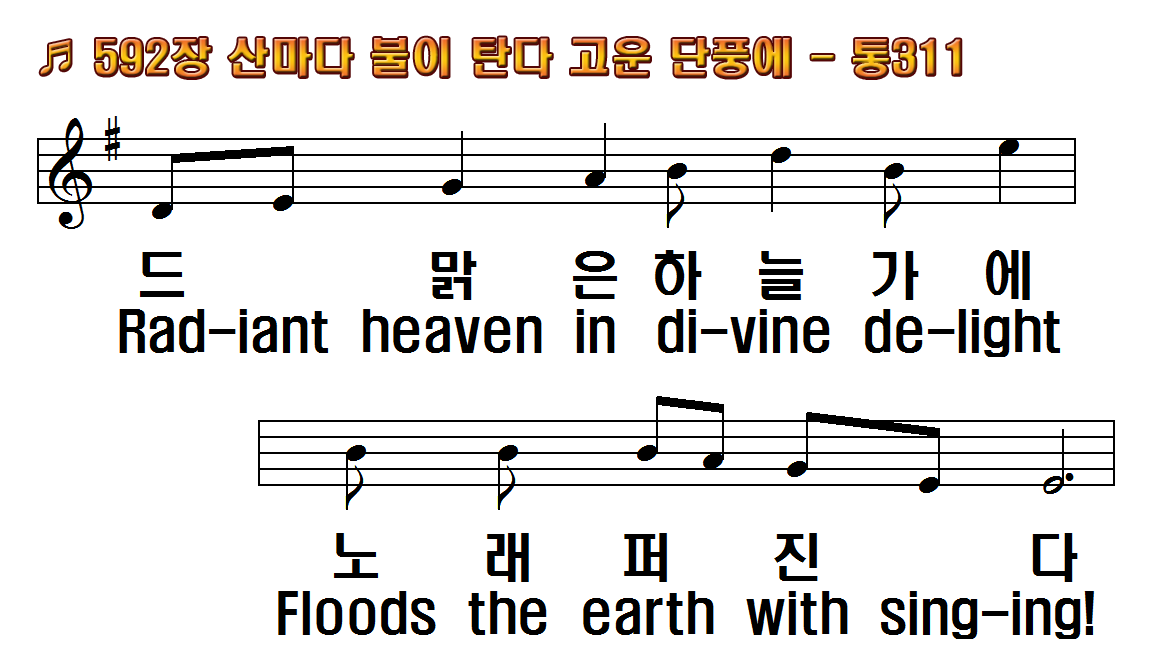 ♬ 592장 산마다 불이 탄다 고운 단풍에 - 통311
드 맑 은 하 늘 가 에
Rad-iant heaven in di-vine de-light
노 래 퍼 진 다
Floods the earth with sing-ing!